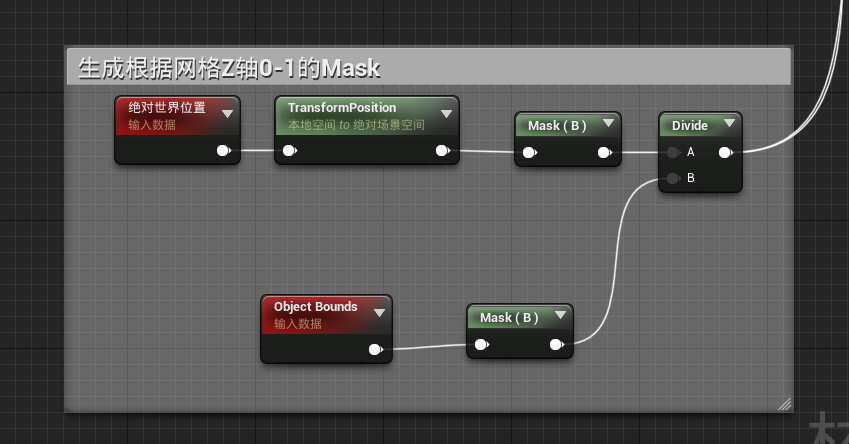 生成根据网格Z轴0-1的Mask
绝对世界位置
输入数据
TransformPosition
本地空间 to 绝对场景空间
Mask ( B )
Divide
A
B
Object Bounds
输入数据
Mask ( B )